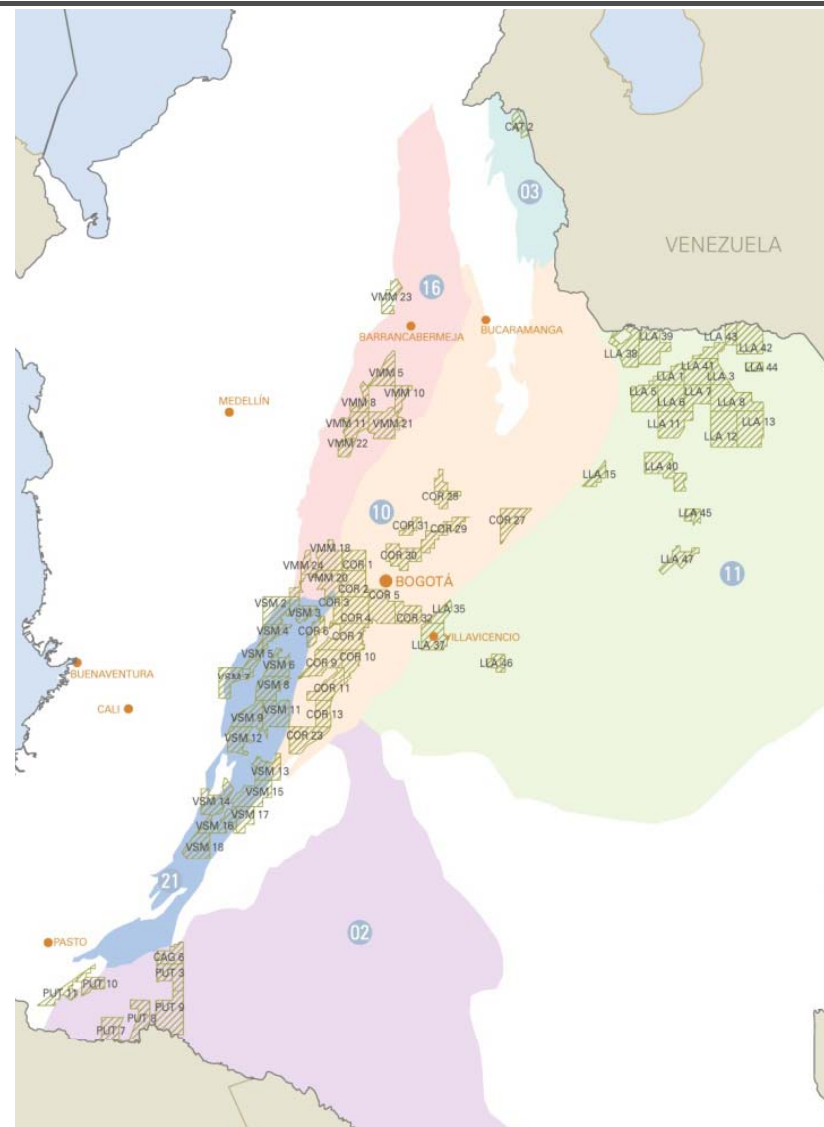 CAT 2
03
VENEZUELA
16
VMM 23
BARRANCABERMEJA
BUCARAMANGA
LLA 39
LLA 43
LLA 38
LLA 42
LLA 41
LLA 44
LLA 1
LLA 3
VMM 5
LLA 5
LLA 7
VMM 10
VMM 8
LLA 6
LLA 8
MEDELLÍN
VMM 11
VMM 21
LLA 11
LLA 13
LLA 12
VMM 22
LLA 40
LLA 15
COR 28
10
COR 31
COR 29
COR 27
LLA 45
VMM 18
COR 30
LLA 47
11
VMM 24
COR 1
VMM 20
BOGOTÁ
COR 2
COR 5
VSM 2
COR 3
VSM 3
LLA 35
COR 4
COR 32
VSM 4
COR 6
COR 7
VILLAVICENCIO
LLA 37
VSM 5
COR 10
VSM 6
COR 9
LLA 46
BUENAVENTURA
VSM 8
COR 11
CALI
VSM 11
VSM 9
COR 13
VSM 12
COR 23
VSM 13
VSM 15
VSM 14
VSM 17
VSM 16
VSM 18
21
02
PASTO
CAG 6
PUT 3
PUT 10
PUT 11
PUT 9
PUT 8
PUT 7